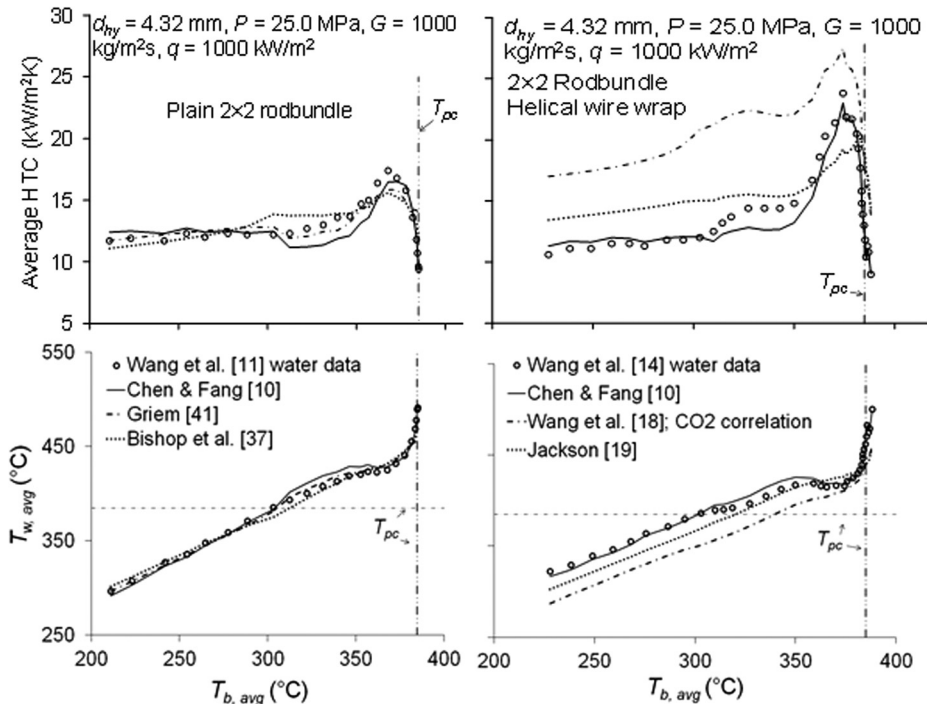 d_hy = 4.32 mm, P = 25.0 MPa, G = 1000
kg/m²s, q = 1000 kW/m²
Plain 2×2 rodbundle
T_pc
30
25
20
15
10
5
Average HTC (kW/m²K)
d_hy = 4.32 mm, P = 25.0 MPa, G = 1000
kg/m²s, q = 1000 kW/m²
2×2 Rodbundle
Helical wire wrap
T_pc
550
450
350
250
T_w, avg (°C)
Wang et al. [11] water data
Chen & Fang [10]
Griem [41]
Bishop et al. [37]
T_pc
200
250
300
350
400
T_b, avg (°C)
Wang et al. [14] water data
Chen & Fang [10]
Wang et al. [18]; CO2 correlation
Jackson [19]
T_pc
200
250
300
350
400
T_b, avg (°C)